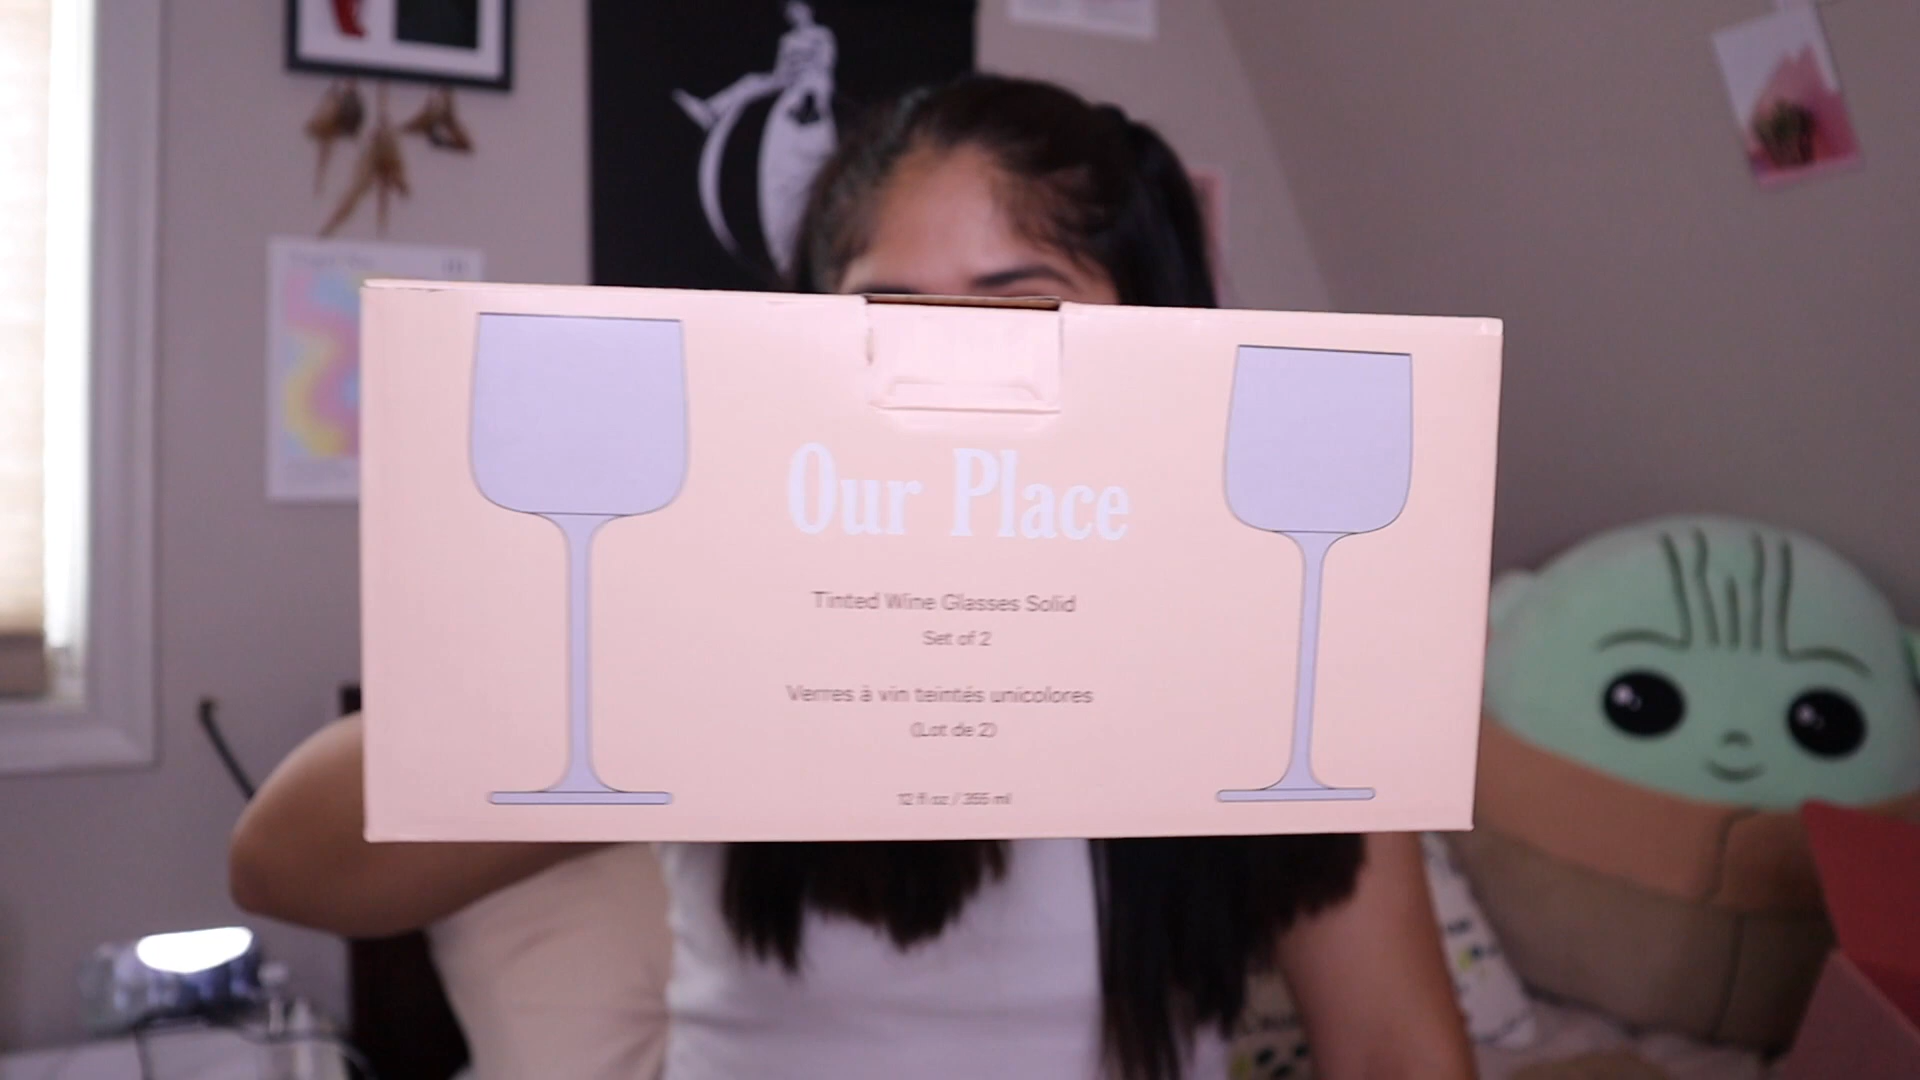 Our Place
Tinted Wine Glasses Solid
Set of 2
Verres à vin teintés unicolores
(Lot de 2)
12 fl oz / 355 ml